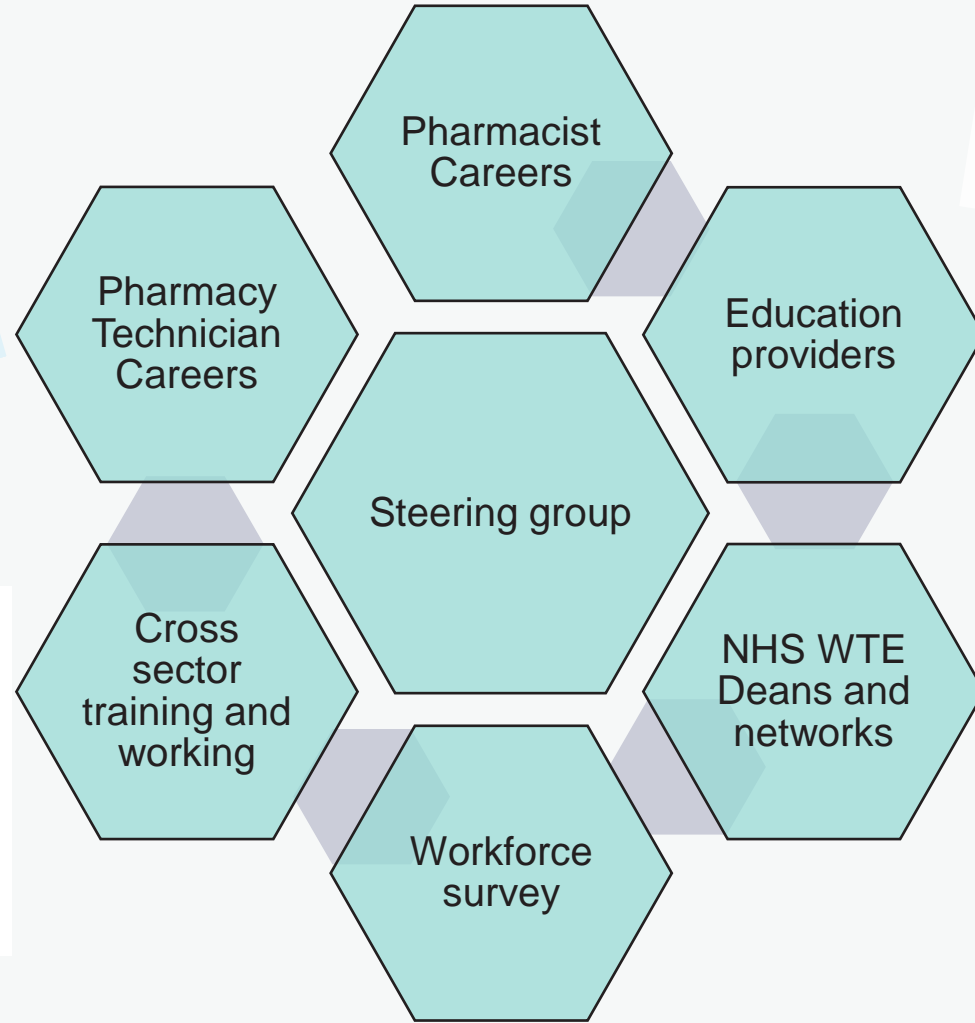 Pharmacist
Careers
Pharmacy
Technician
Careers
Education
providers
Steering group
Cross
sector
training and
working
NHS WTE
Deans and
networks
Workforce
survey